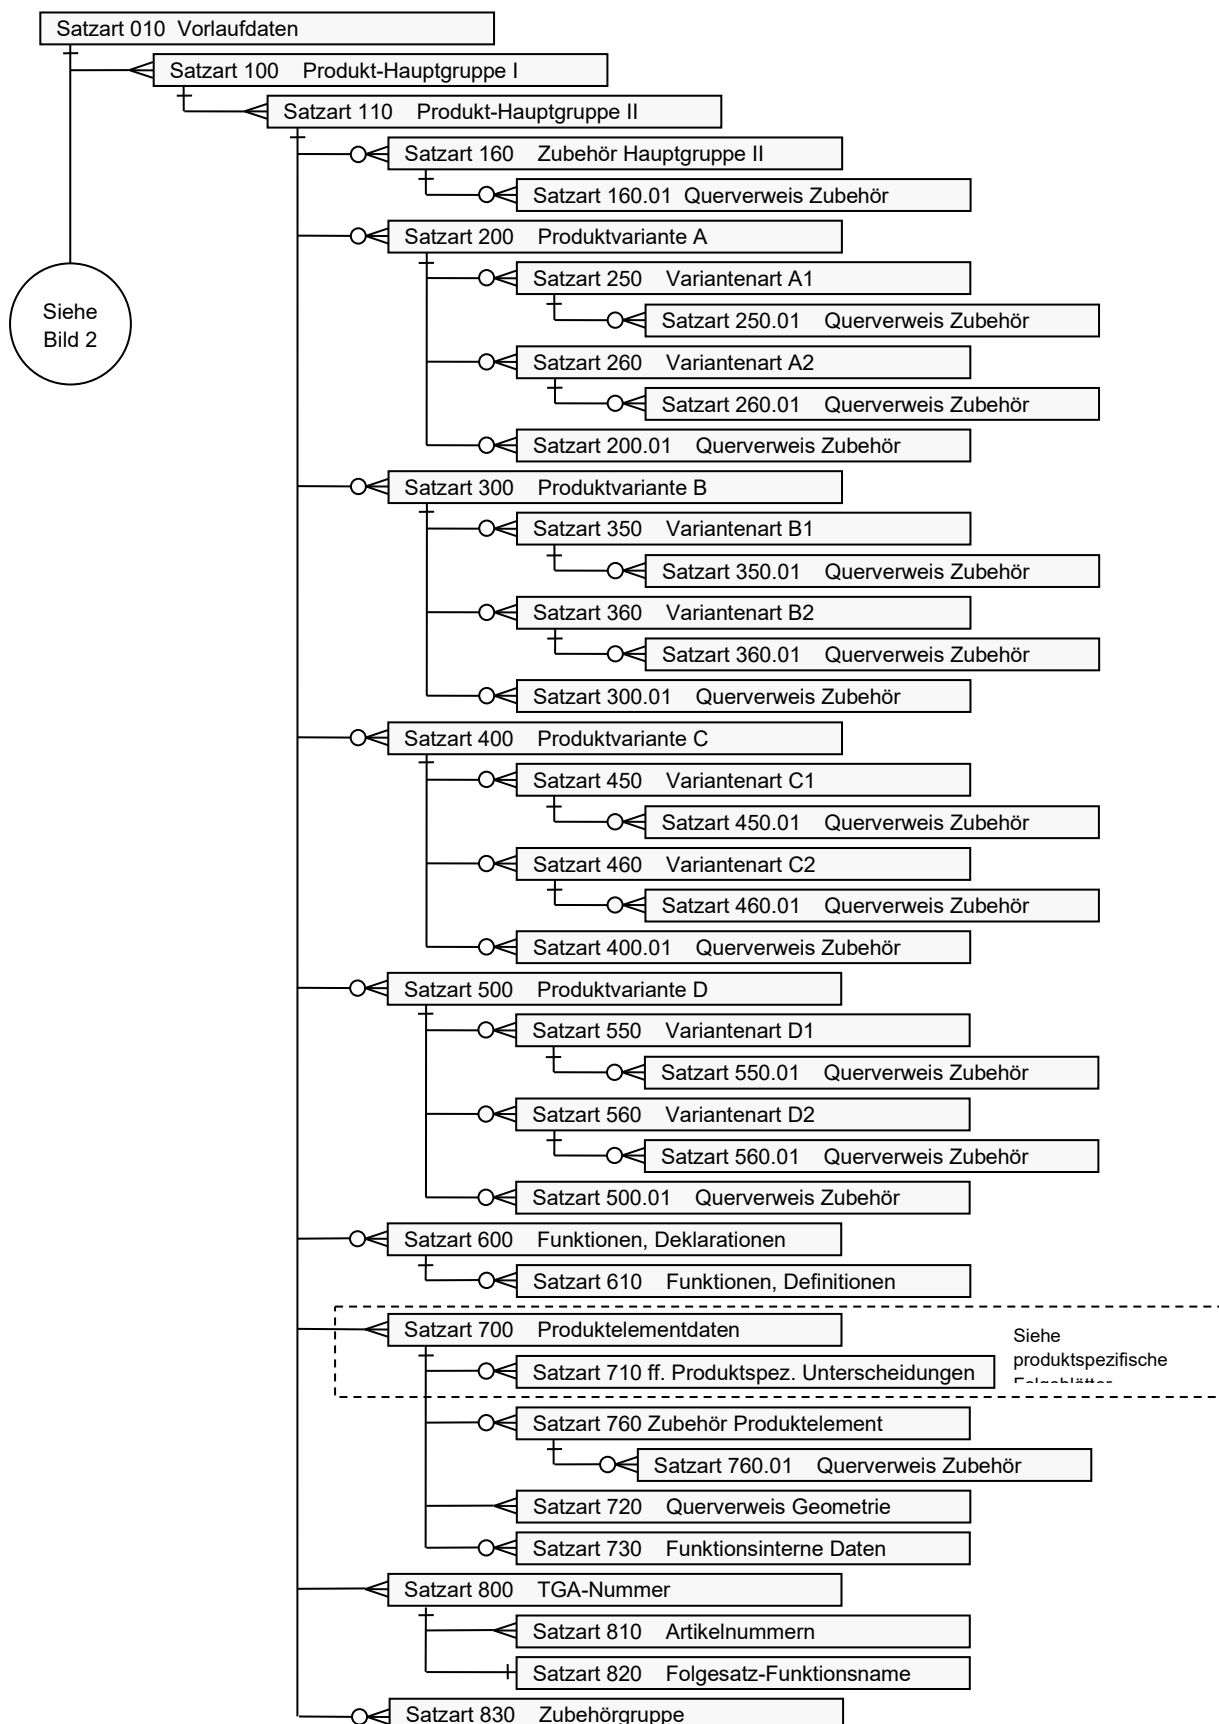 Satzart 010 Vorlaufdaten
Satzart 100 Produkt-Hauptgruppe I
Satzart 110 Produkt-Hauptgruppe II
Satzart 160 Zubehör Hauptgruppe II
Satzart 160.01 Querverweis Zubehör
Satzart 200 Produktvariante A
Satzart 250 Variantenart A1
Siehe
Bild 2
Satzart 250.01 Querverweis Zubehör
Satzart 260 Variantenart A2
Satzart 260.01 Querverweis Zubehör
Satzart 200.01 Querverweis Zubehör
Satzart 300 Produktvariante B
Satzart 350 Variantenart B1
Satzart 350.01 Querverweis Zubehör
Satzart 360 Variantenart B2
Satzart 360.01 Querverweis Zubehör
Satzart 300.01 Querverweis Zubehör
Satzart 400 Produktvariante C
Satzart 450 Variantenart C1
Satzart 450.01 Querverweis Zubehör
Satzart 460 Variantenart C2
Satzart 460.01 Querverweis Zubehör
Satzart 400.01 Querverweis Zubehör
Satzart 500 Produktvariante D
Satzart 550 Variantenart D1
Satzart 550.01 Querverweis Zubehör
Satzart 560 Variantenart D2
Satzart 560.01 Querverweis Zubehör
Satzart 500.01 Querverweis Zubehör
Satzart 600 Funktionen, Deklarationen
Satzart 610 Funktionen, Definitionen
Satzart 700 Produktelementdaten
Siehe
produktspezifische
Satzart 710 ff. Produktspez. Unterscheidungen
Satzart 760 Zubehör Produktelement
Satzart 760.01 Querverweis Zubehör
Satzart 720 Querverweis Geometrie
Satzart 730 Funktionsinterne Daten
Satzart 800 TGA-Nummer
Satzart 810 Artikelnummern
Satzart 820 Folgesatz-Funktionsname
Satzart 830 Zubehörgruppe